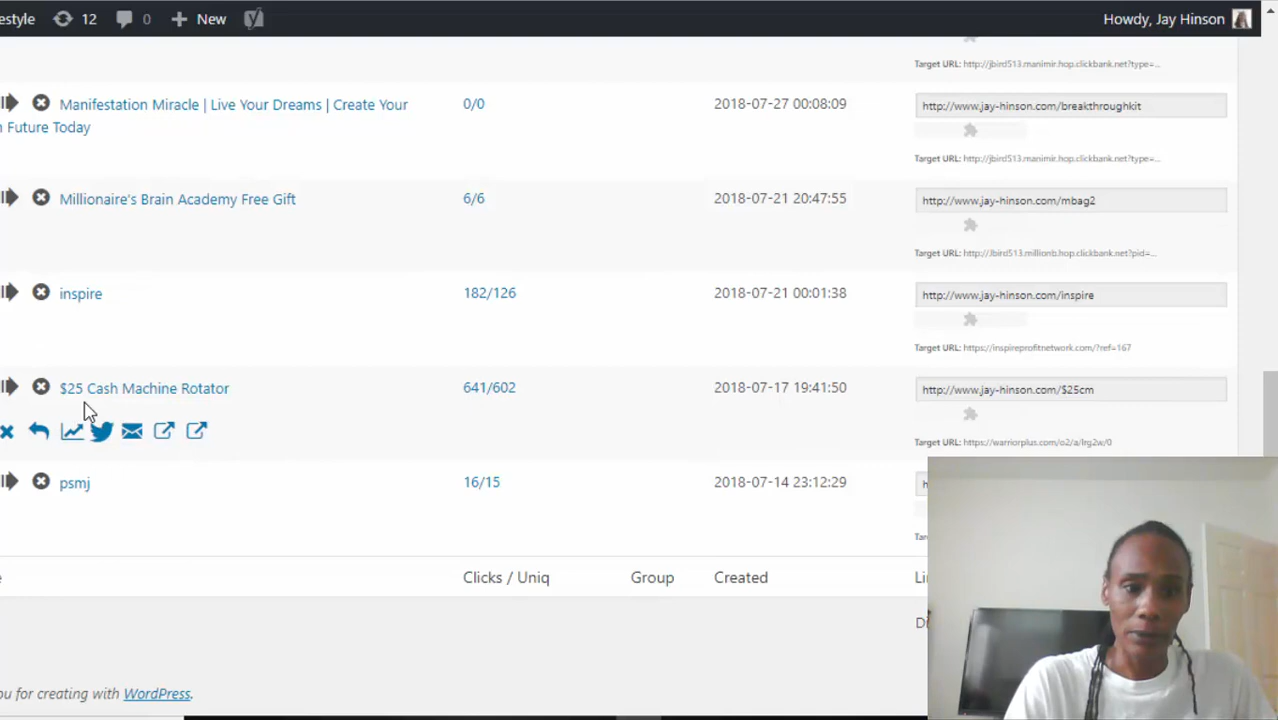 estyle 12 0 New Howdy, Jay Hinson
Target URL: http://jbird513.manimir.hop.clickbank.net?type=...
Manifestation Miracle | Live Your Dreams | Create Your 0/0 2018-07-27 00:08:09 http://www.jay-hinson.com/breakthroughkit
Future Today
Target URL: http://jbird513.manimir.hop.clickbank.net?type=...
Millionaire's Brain Academy Free Gift 6/6 2018-07-21 20:47:55 http://www.jay-hinson.com/mbag2
Target URL: http://jbird513.millionb.hop.clickbank.net?pid=...
inspire 182/126 2018-07-21 00:01:38 http://www.jay-hinson.com/inspire
Target URL: https://inspireprofitnetwork.com/?ref=167
$25 Cash Machine Rotator 641/602 2018-07-17 19:41:50 http://www.jay-hinson.com/$25cm
Target URL: https://warriorplus.com/o2/a/lrg2w/0
psmj 16/15 2018-07-14 23:12:29
Clicks / Uniq Group Created
for creating with WordPress.